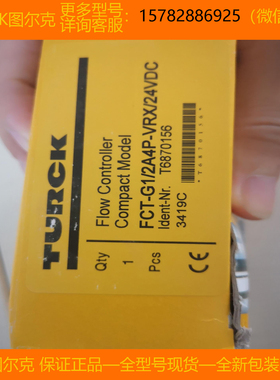 K图尔克 更多型号：
详询客服 15782886925（微信
TURCK
Flow Controller
Compact Model
FCT-G1/2A4P-VRX/24VDC
Ident-Nr. T6870156
3419C
Qty 1 Pcs
CE
图尔克 保证正品—全型号现货—全新包装